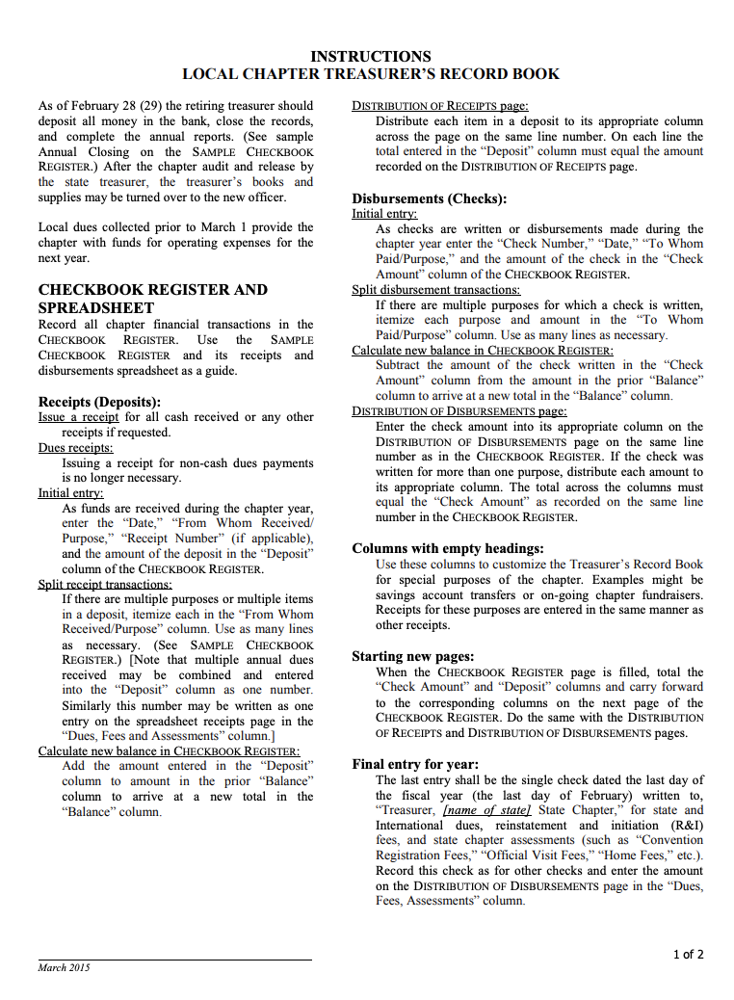 INSTRUCTIONS
LOCAL CHAPTER TREASURER'S RECORD BOOK
As of February 28 (29) the retiring treasurer should
deposit all money in the bank, close the records,
and complete the annual reports. (See sample
Annual Closing on the SAMPLE CHECKBOOK
REGISTER.) After the chapter audit and release by
the state treasurer, the treasurer's books and
supplies may be turned over to the new officer.
Local dues collected prior to March 1 provide the
chapter with funds for operating expenses for the
next year.
CHECKBOOK REGISTER AND
SPREADSHEET
Record all chapter financial transactions in the
CHECKBOOK REGISTER. Use the SAMPLE
CHECKBOOK REGISTER and its receipts and
disbursements spreadsheet as a guide.
Receipts (Deposits):
Issue a receipt for all cash received or any other
receipts if requested.
Dues receipts:
Issuing a receipt for non-cash dues payments
is no longer necessary.
Initial entry:
As funds are received during the chapter year,
enter the “Date,” “From Whom Received/
Purpose,” “Receipt Number” (if applicable),
and the amount of the deposit in the “Deposit”
column of the CHECKBOOK REGISTER.
Split receipt transactions:
If there are multiple purposes or multiple items
in a deposit, itemize each in the “From Whom
Received/Purpose” column. Use as many lines
as necessary. (See SAMPLE CHECKBOOK
REGISTER.) [Note that multiple annual dues
received may be combined and entered
into the “Deposit” column as one number.
Similarly this number may be written as one
entry on the spreadsheet receipts page in the
“Dues, Fees and Assessments” column.]
Calculate new balance in CHECKBOOK REGISTER:
Add the amount entered in the “Deposit”
column to amount in the prior “Balance”
column to arrive at a new total in the
“Balance” column.
DISTRIBUTION OF RECEIPTS page:
Distribute each item in a deposit to its appropriate column
across the page on the same line number. On each line the
total entered in the “Deposit” column must equal the amount
recorded on the DISTRIBUTION OF RECEIPTS page.
Disbursements (Checks):
Initial entry:
As checks are written or disbursements made during the
chapter year enter the “Check Number,” “Date,” “To Whom
Paid/Purpose,” and the amount of the check in the “Check
Amount” column of the CHECKBOOK REGISTER.
Split disbursement transactions:
If there are multiple purposes for which a check is written,
itemize each purpose and amount in the “To Whom
Paid/Purpose” column. Use as many lines as necessary.
Calculate new balance in CHECKBOOK REGISTER:
Subtract the amount of the check written in the “Check
Amount” column from the amount in the prior “Balance”
column to arrive at a new total in the “Balance” column.
DISTRIBUTION OF DISBURSEMENTS page:
Enter the check amount into its appropriate column on the
DISTRIBUTION OF DISBURSEMENTS page on the same line
number as in the CHECKBOOK REGISTER. If the check was
written for more than one purpose, distribute each amount to
its appropriate column. The total across the columns must
equal the “Check Amount” as recorded on the same line
number in the CHECKBOOK REGISTER.
Columns with empty headings:
Use these columns to customize the Treasurer's Record Book
for special purposes of the chapter. Examples might be
savings account transfers or on-going chapter fundraisers.
Receipts for these purposes are entered in the same manner as
other receipts.
Starting new pages:
When the CHECKBOOK REGISTER page is filled, total the
“Check Amount” and “Deposit” columns and carry forward
to the corresponding columns on the next page of the
CHECKBOOK REGISTER. Do the same with the DISTRIBUTION
OF RECEIPTS and DISTRIBUTION OF DISBURSEMENTS pages.
Final entry for year:
The last entry shall be the single check dated the last day of
the fiscal year (the last day of February) written to,
“Treasurer, [name of state] State Chapter,” for state and
International dues, reinstatement and initiation (R&I)
fees, and state chapter assessments (such as “Convention
Registration Fees,” “Official Visit Fees,” “Home Fees,” etc.).
Record this check as for other checks and enter the amount
on the DISTRIBUTION OF DISBURSEMENTS page in the “Dues,
Fees, Assessments” column.
March 2015
1 of 2